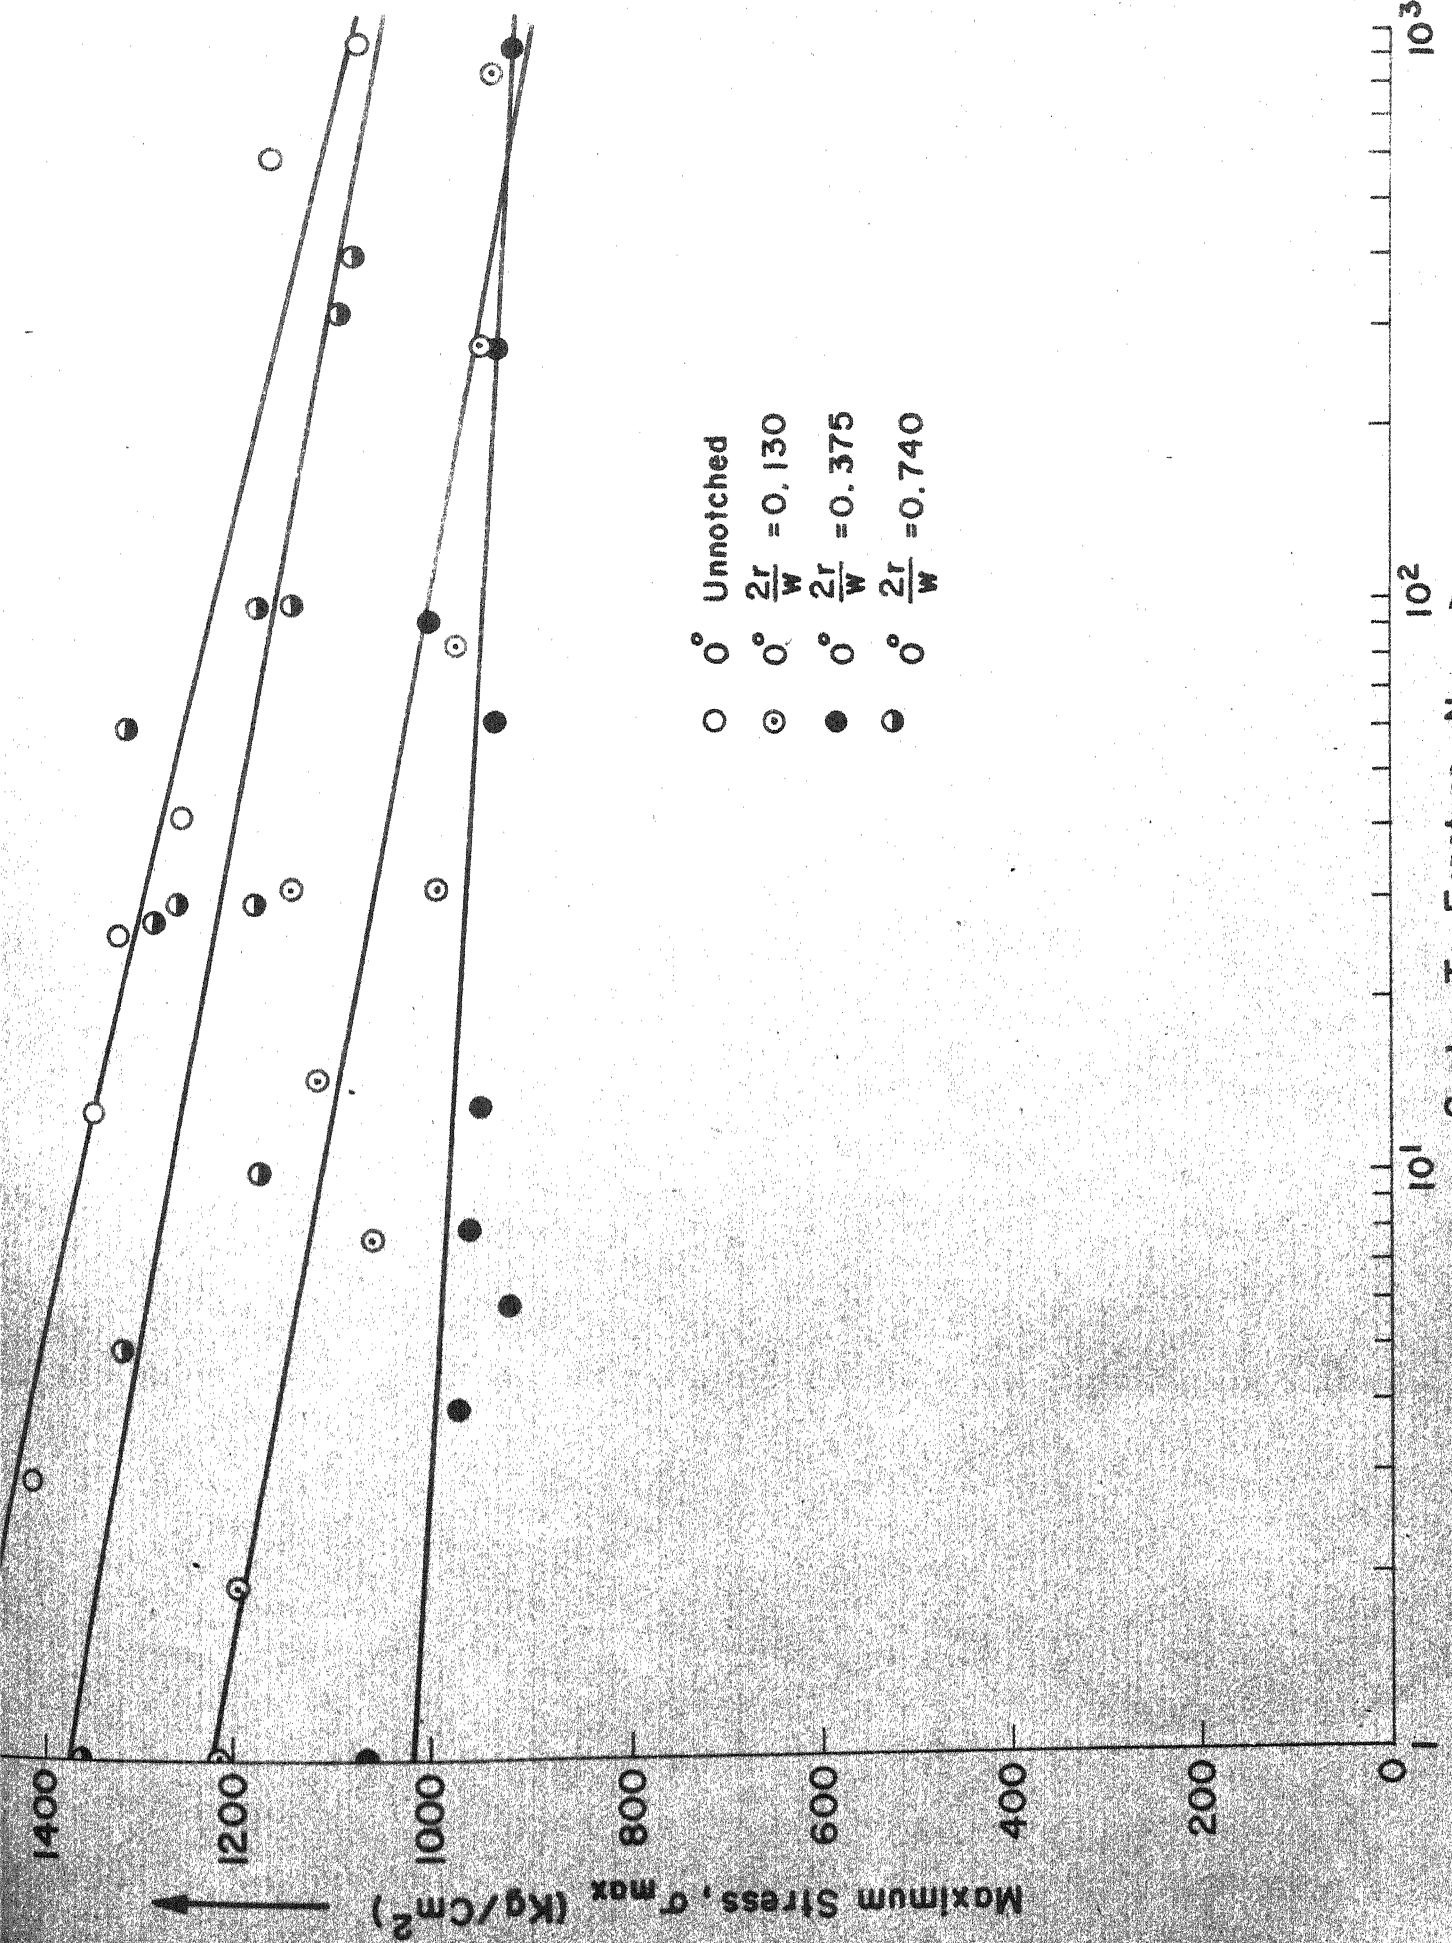 Maximum Stress, σmax (Kg/Cm²)
1400
1200
1000
800
600
400
200
0
1
10¹
10²
10³
0° Unnotched
0° 2r/w = 0.130
0° 2r/w = 0.375
0° 2r/w = 0.740